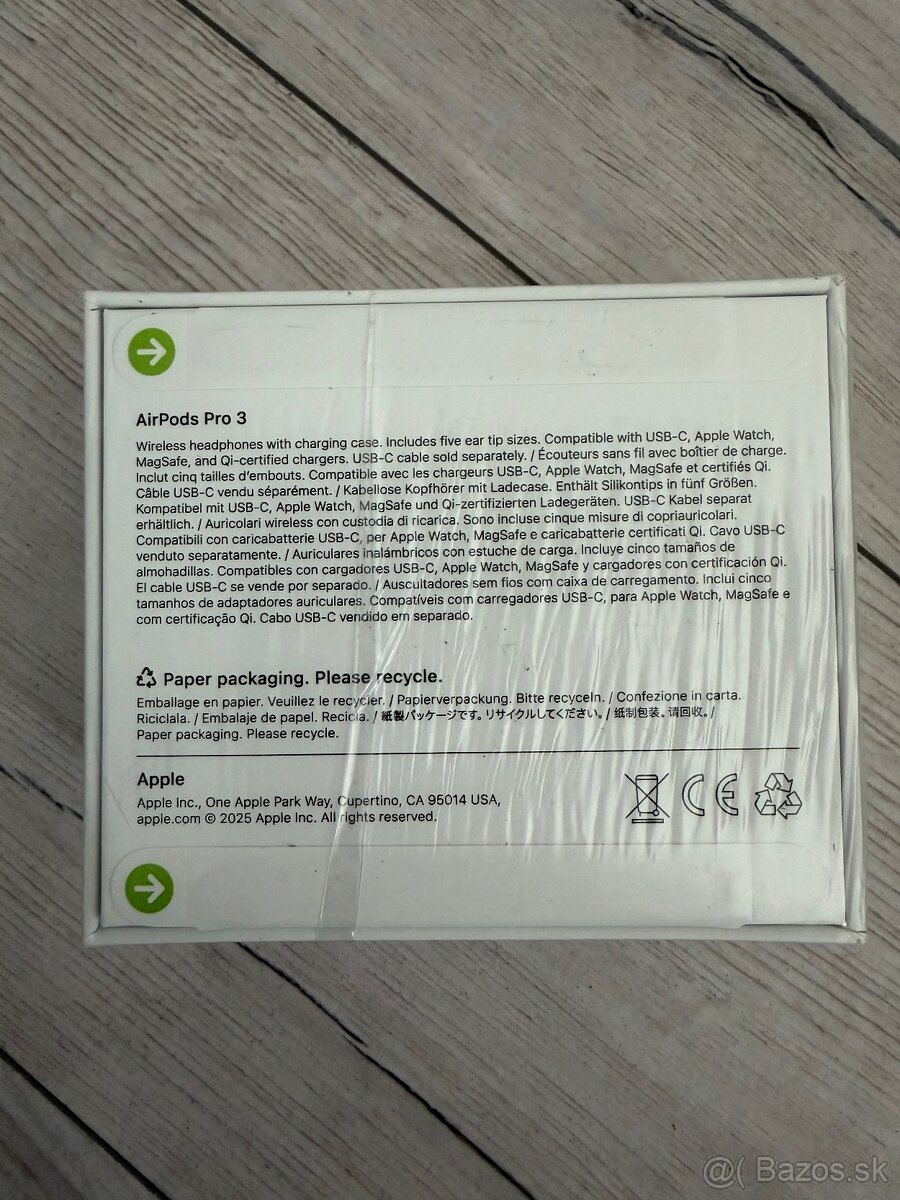 AirPods Pro 3
Wireless headphones with charging case. Includes five ear tip sizes. Compatible with USB-C, Apple Watch,
MagSafe, and Qi-certified chargers. USB-C cable sold separately. / Écouteurs sans fil avec boîtier de charge.
Inclut cinq tailles d'embouts. Compatible avec les chargeurs USB-C, Apple Watch, MagSafe et certifiés Qi.
Câble USB-C vendu séparément. / Kabellose Kopfhörer mit Ladecase. Enthält Silikontips in fünf Größen.
Kompatibel mit USB-C, Apple Watch, MagSafe und Qi-zertifizierten Ladegeräten. USB-C Kabel separat
erhältlich. / Auricolari wireless con custodia di ricarica. Sono incluse cinque misure di copriauricolari.
Compatibili con caricabatterie USB-C, per Apple Watch, MagSafe e caricabatterie certificati Qi. Cavo USB-C
venduto separatamente. / Auriculares inalámbricos con estuche de carga. Incluye cinco tamaños de
almohadillas. Compatibles con cargadores USB-C, Apple Watch, MagSafe y cargadores con certificación Qi.
El cable USB-C se vende por separado. / Auscultadores sem fios com caixa de carregamento. Inclui cinco
tamanhos de adaptadores auriculares. Compatíveis com carregadores USB-C, para Apple Watch, MagSafe e
com certificação Qi. Cabo USB-C vendido em separado.
Paper packaging. Please recycle.
Emballage en papier. Veuillez le recycler. / Papierverpackung. Bitte recyceln. / Confezione in carta.
Riciclala. / Embalaje de papel. Recicla. / 紙製パッケージです。リサイクルしてください。/ 纸制包装。请回收。/
Paper packaging. Please recycle.
Apple
Apple Inc., One Apple Park Way, Cupertino, CA 95014 USA,
apple.com © 2025 Apple Inc. All rights reserved.
CE
@( Bazos.sk